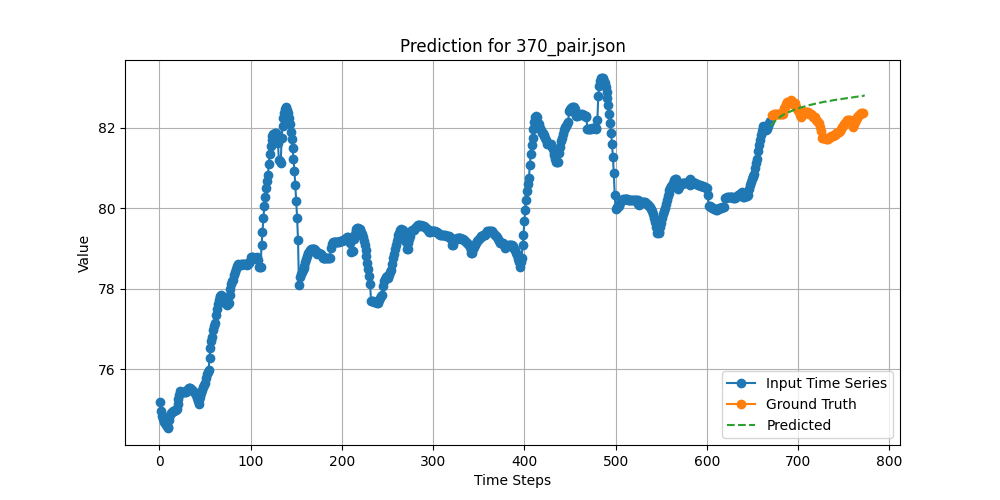 Prediction for 370_pair.json
Value
82
80
78
76
0 100 200 300 400 500 600 700 800
Time Steps
Input Time Series
Ground Truth
Predicted